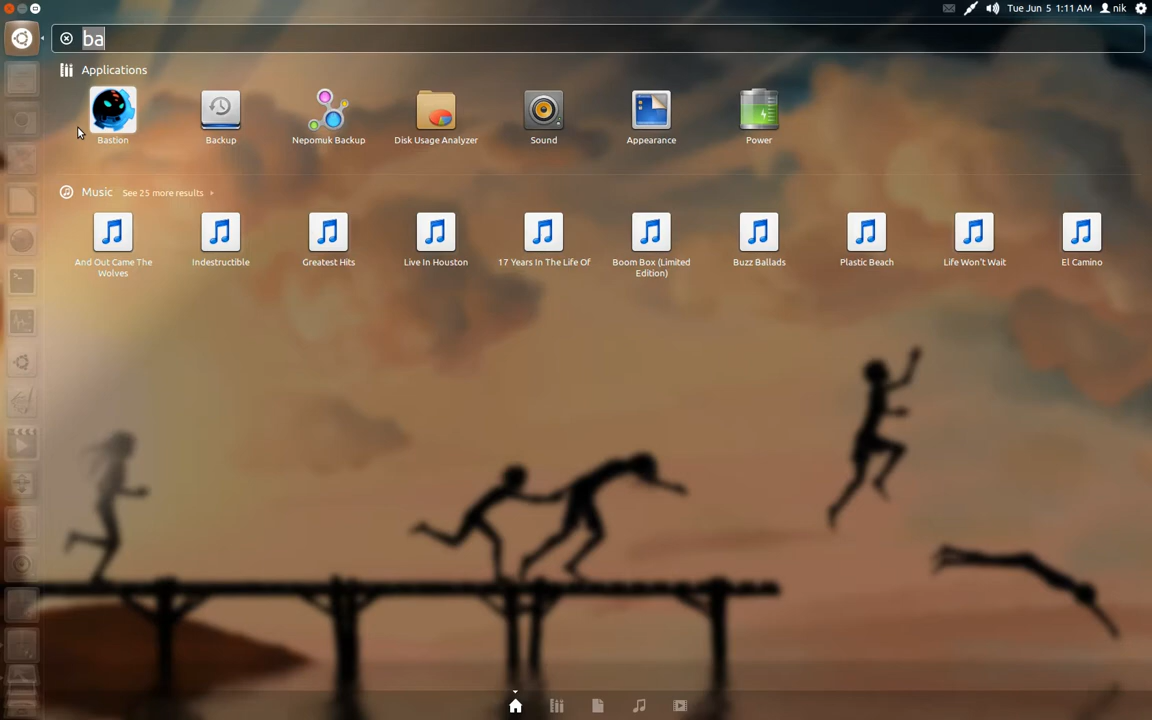 Tue Jun 5 1:11 AM nik
ba
Applications
Bastion
Backup
Nepomuk Backup
Disk Usage Analyzer
Sound
Appearance
Power
Music See 25 more results
And Out Came The
Wolves
Indestructible
Greatest Hits
Live In Houston
17 Years In The Life Of
Boom Box (Limited
Edition)
Buzz Ballads
Plastic Beach
Life Won't Wait
El Camino